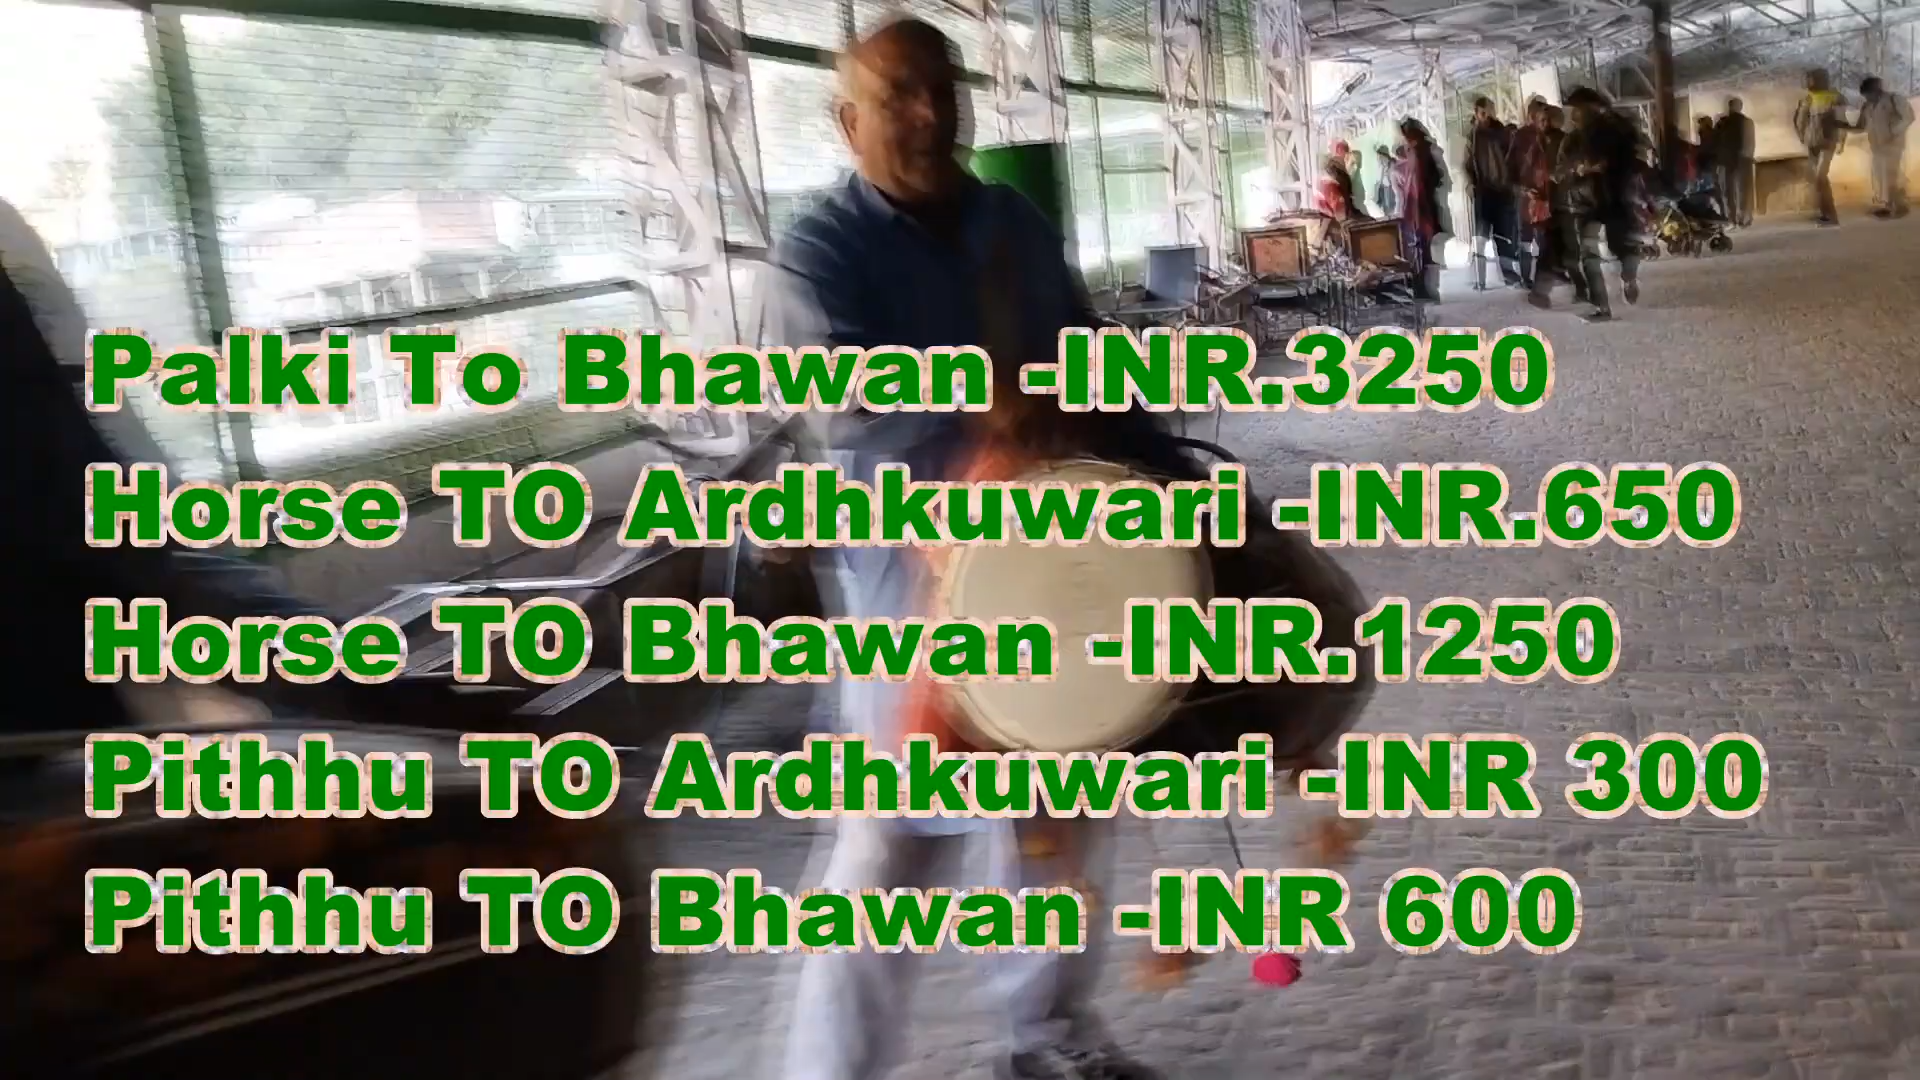 Palki To Bhawan -INR.3250
Horse TO Ardhkuwari -INR.650
Horse TO Bhawan -INR.1250
Pithhu TO Ardhkuwari -INR 300
Pithhu TO Bhawan -INR 600